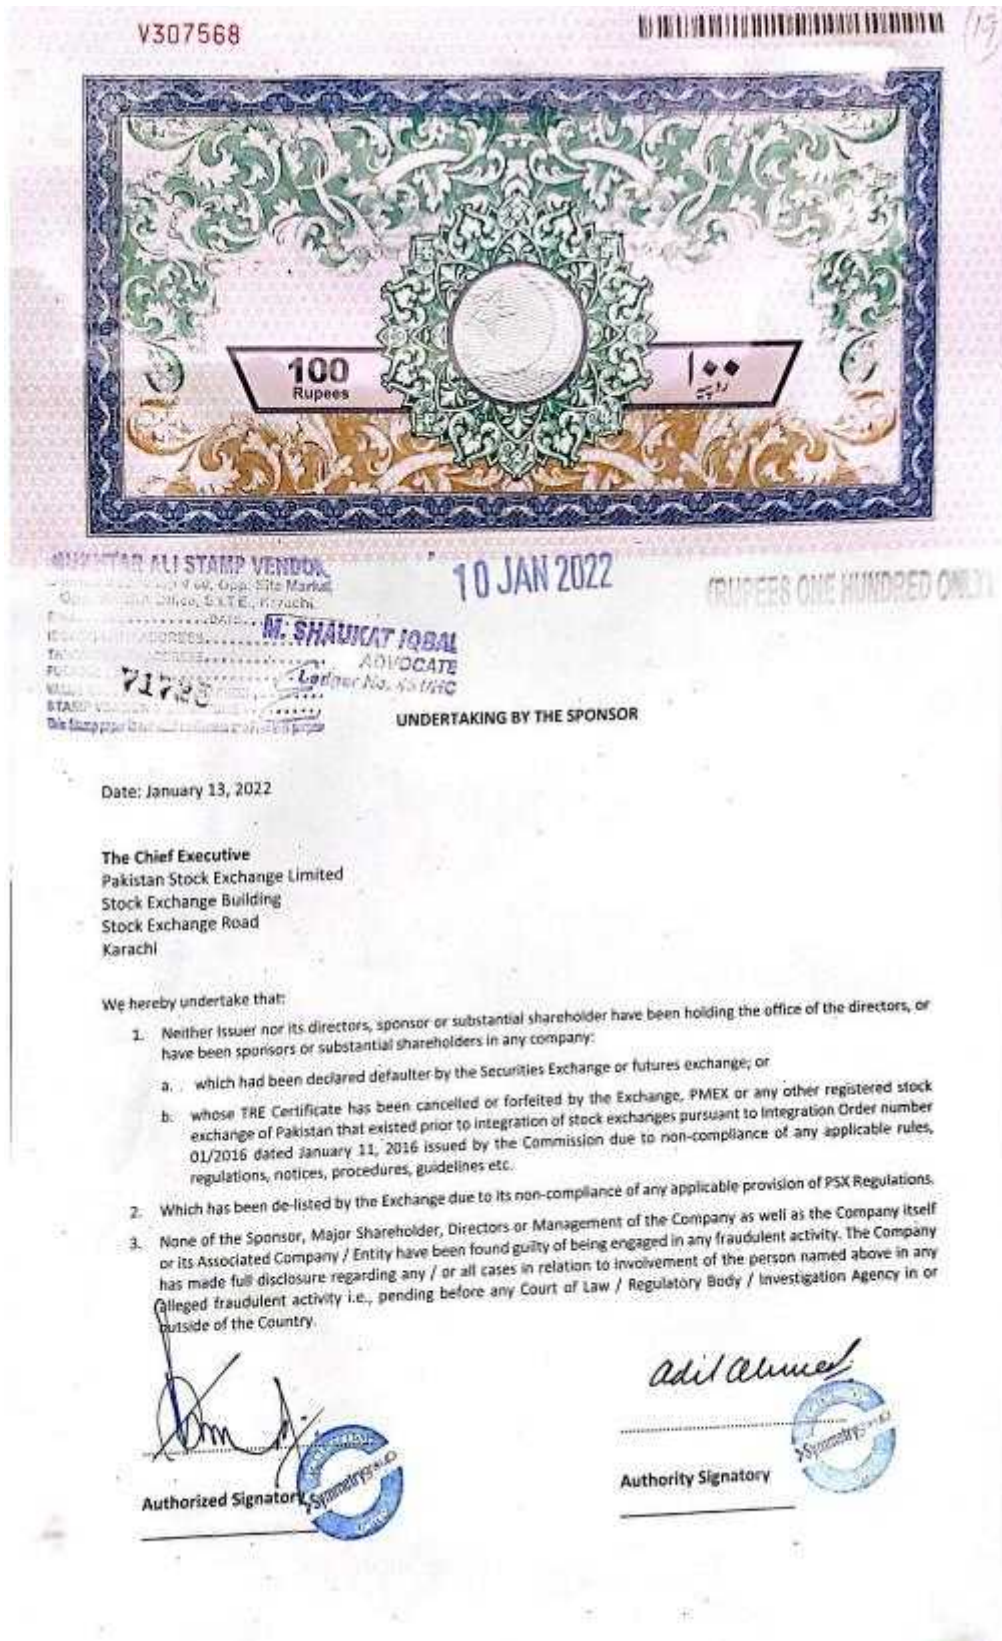 V307568
100
Rupees
۱۰۰
روپیہ
ALI STAMP VENDOR
10 JAN 2022
(RUPEES ONE HUNDRED ONLY)
M. SHAUKAT IQBAL
ADVOCATE
UNDERTAKING BY THE SPONSOR
Date: January 13, 2022
The Chief Executive
Pakistan Stock Exchange Limited
Stock Exchange Building
Stock Exchange Road
Karachi
We hereby undertake that:
1. Neither Issuer nor its directors, sponsor or substantial shareholder have been holding the office of the directors, or
have been sponsors or substantial shareholders in any company:
a. which had been declared defaulter by the Securities Exchange or futures exchange; or
b. whose TRE Certificate has been cancelled or forfeited by the Exchange, PMEX or any other registered stock
exchange of Pakistan that existed prior to integration of stock exchanges pursuant to Integration Order number
01/2016 dated January 11, 2016 issued by the Commission due to non-compliance of any applicable rules,
regulations, notices, procedures, guidelines etc.
2. Which has been de-listed by the Exchange due to its non-compliance of any applicable provision of PSX Regulations.
3. None of the Sponsor, Major Shareholder, Directors or Management of the Company as well as the Company itself
or its Associated Company / Entity have been found guilty of being engaged in any fraudulent activity. The Company
has made full disclosure regarding any / or all cases in relation to involvement of the person named above in any
alleged fraudulent activity i.e., pending before any Court of Law / Regulatory Body / Investigation Agency in or
outside of the Country.
adil ahmed
Authorized Signatory
Symmetry group
Authority Signatory
Symmetry group